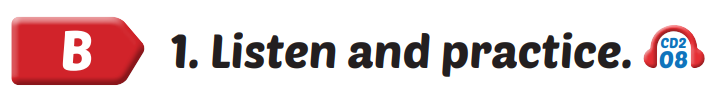 B 1. Listen and practice. CD2
08